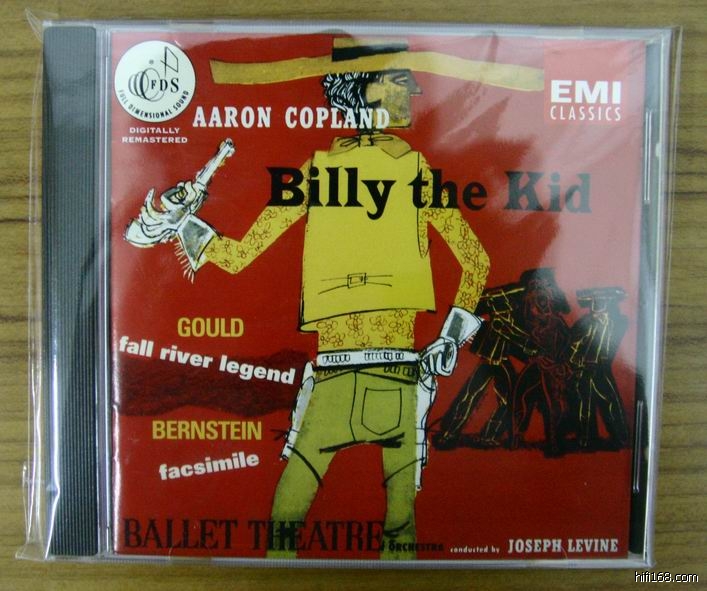 FDS
FULL DIMENSIONAL SOUND
DIGITALLY
REMASTERED
EMI
CLASSICS
AARON COPLAND
Billy the Kid
GOULD
fall river legend
BERNSTEIN
facsimile
BALLET THEATRE ORCHESTRA conducted by JOSEPH LEVINE
hifi168.com